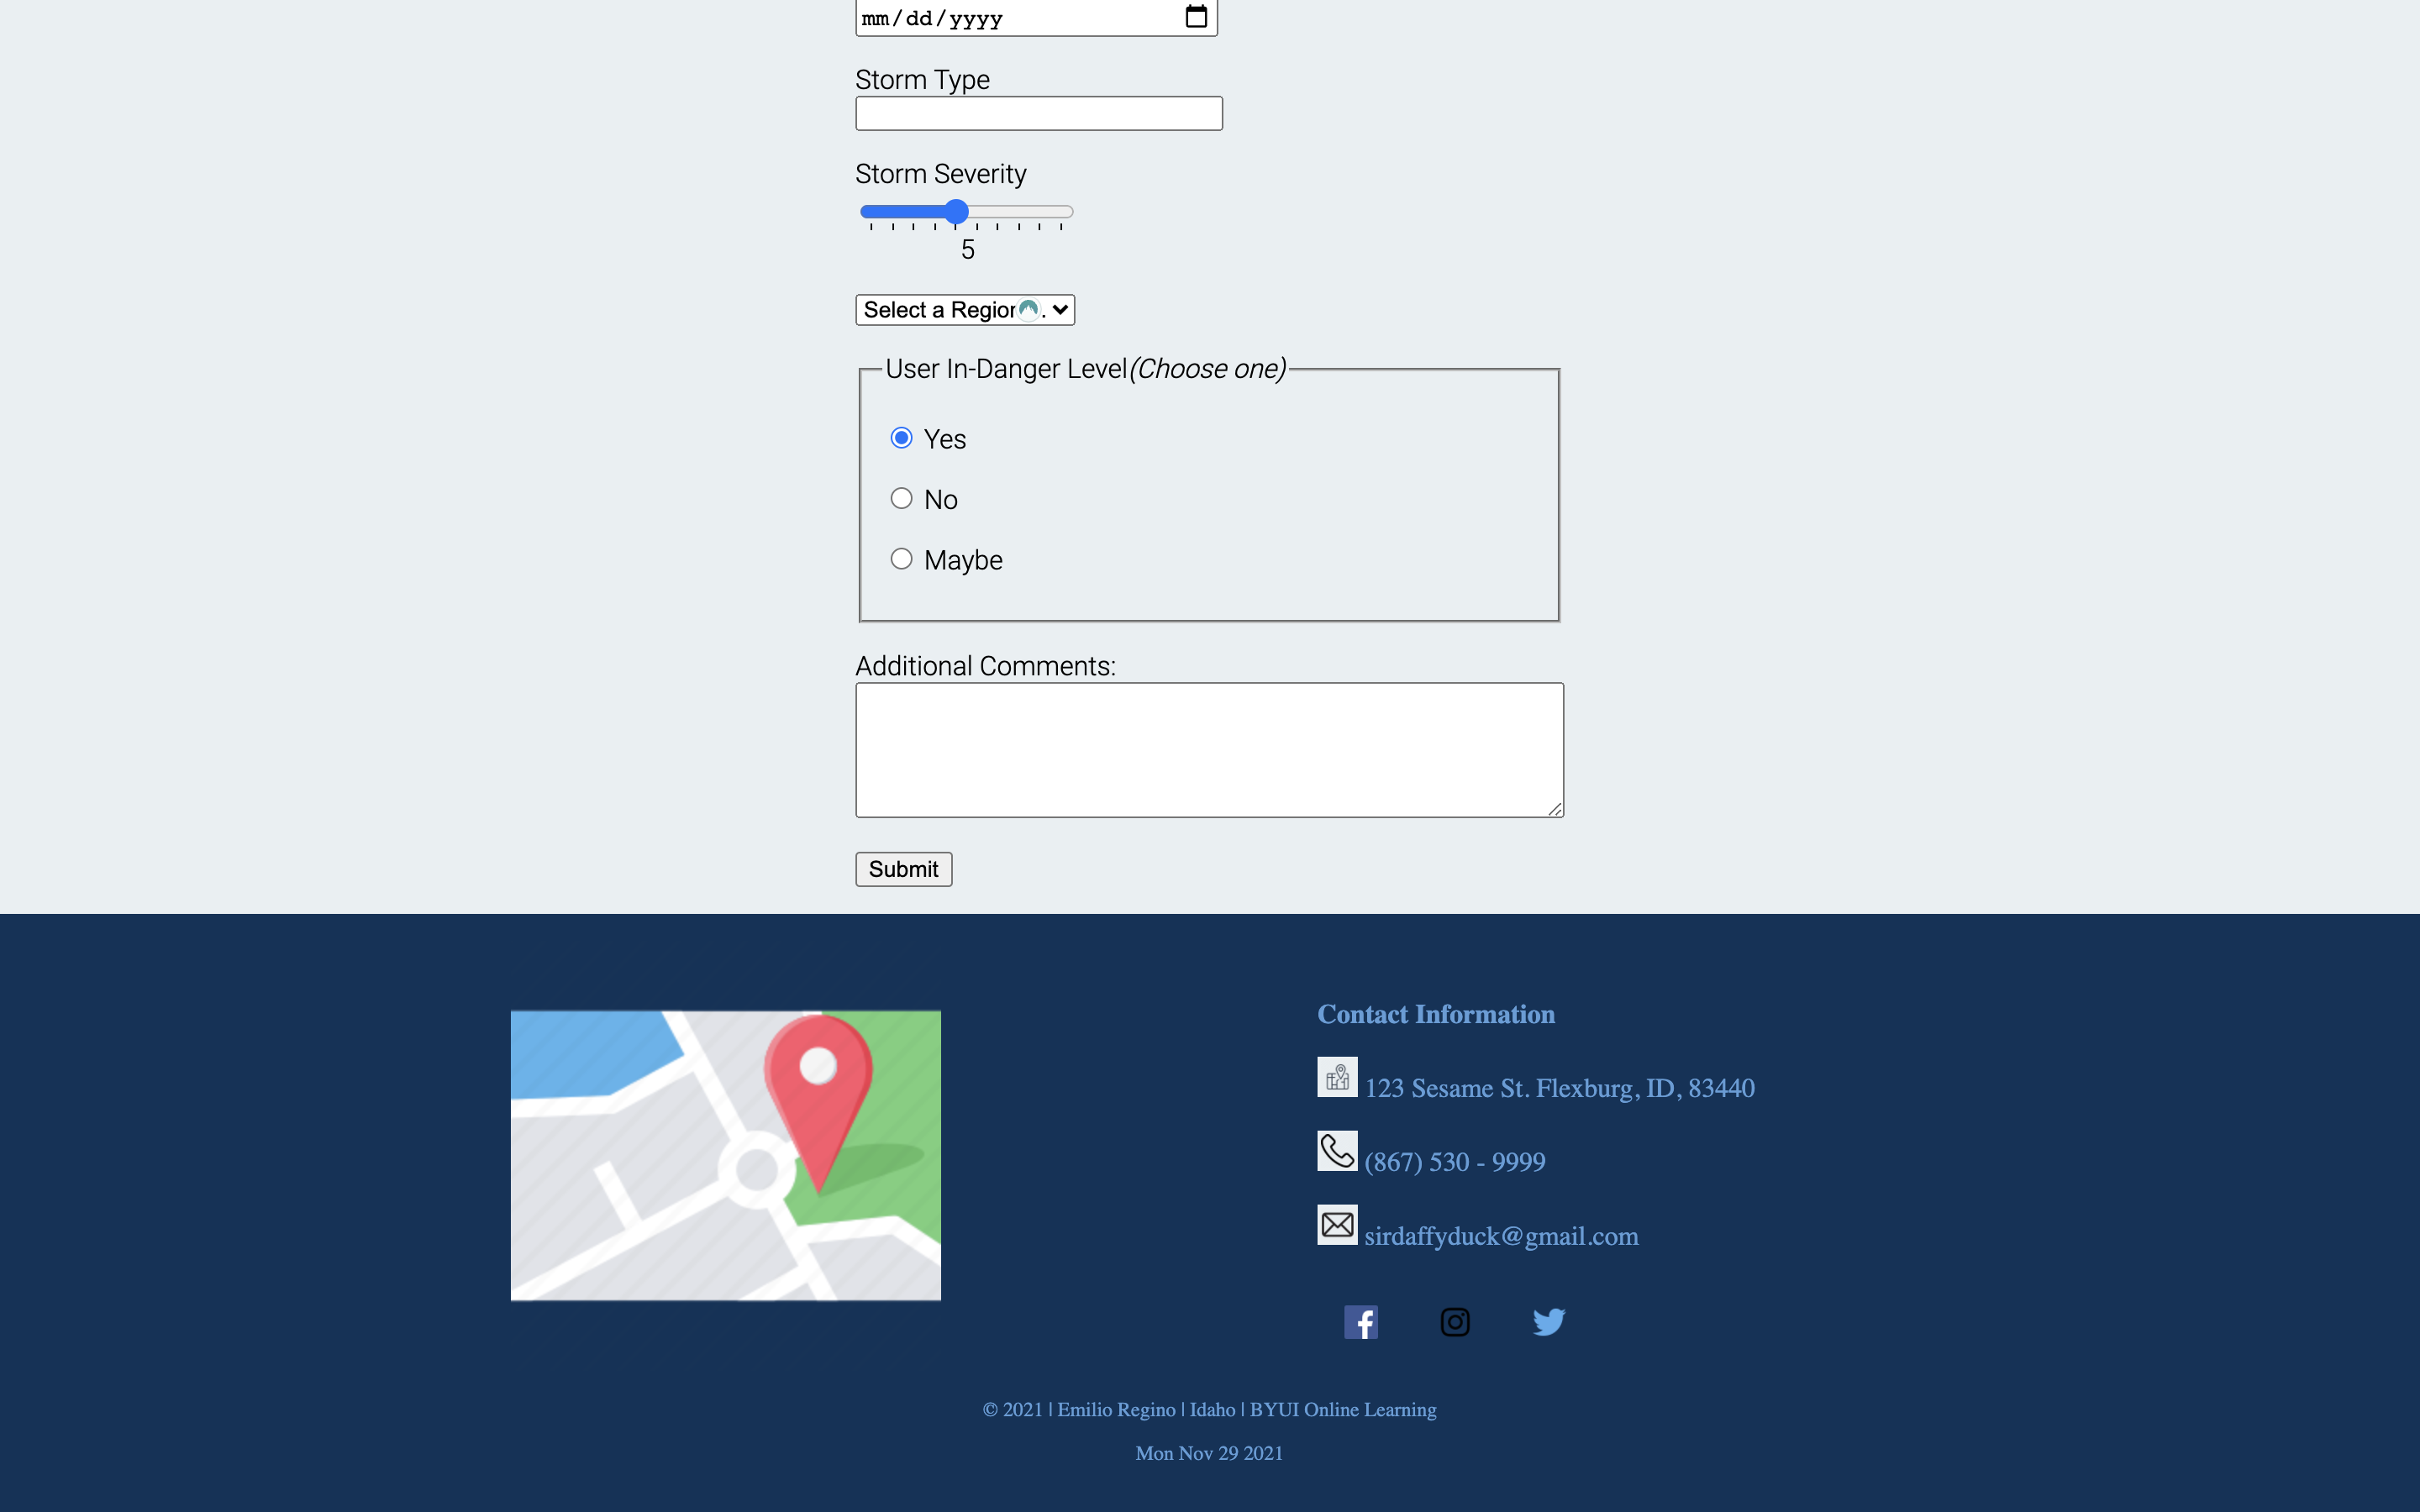 mm/dd/yyyy
Storm Type
Storm Severity
5
Select a Region
User In-Danger Level(Choose one)
Yes
No
Maybe
Additional Comments:
Submit
Contact Information
123 Sesame St. Flexburg, ID, 83440
(867) 530 - 9999
sirdaffyduck@gmail.com
© 2021 | Emilio Regino | Idaho | BYUI Online Learning
Mon Nov 29 2021